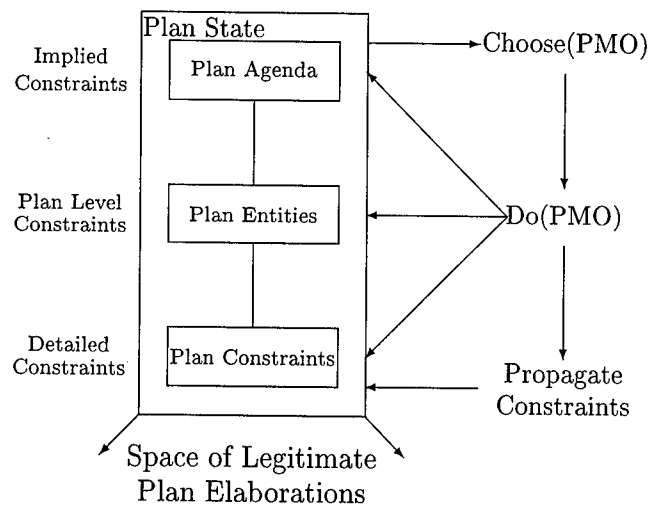 Plan State
Implied
Constraints
Plan Agenda
Choose(PMO)
Plan Level
Constraints
Plan Entities
Do(PMO)
Detailed
Constraints
Plan Constraints
Propagate
Constraints
Space of Legitimate
Plan Elaborations